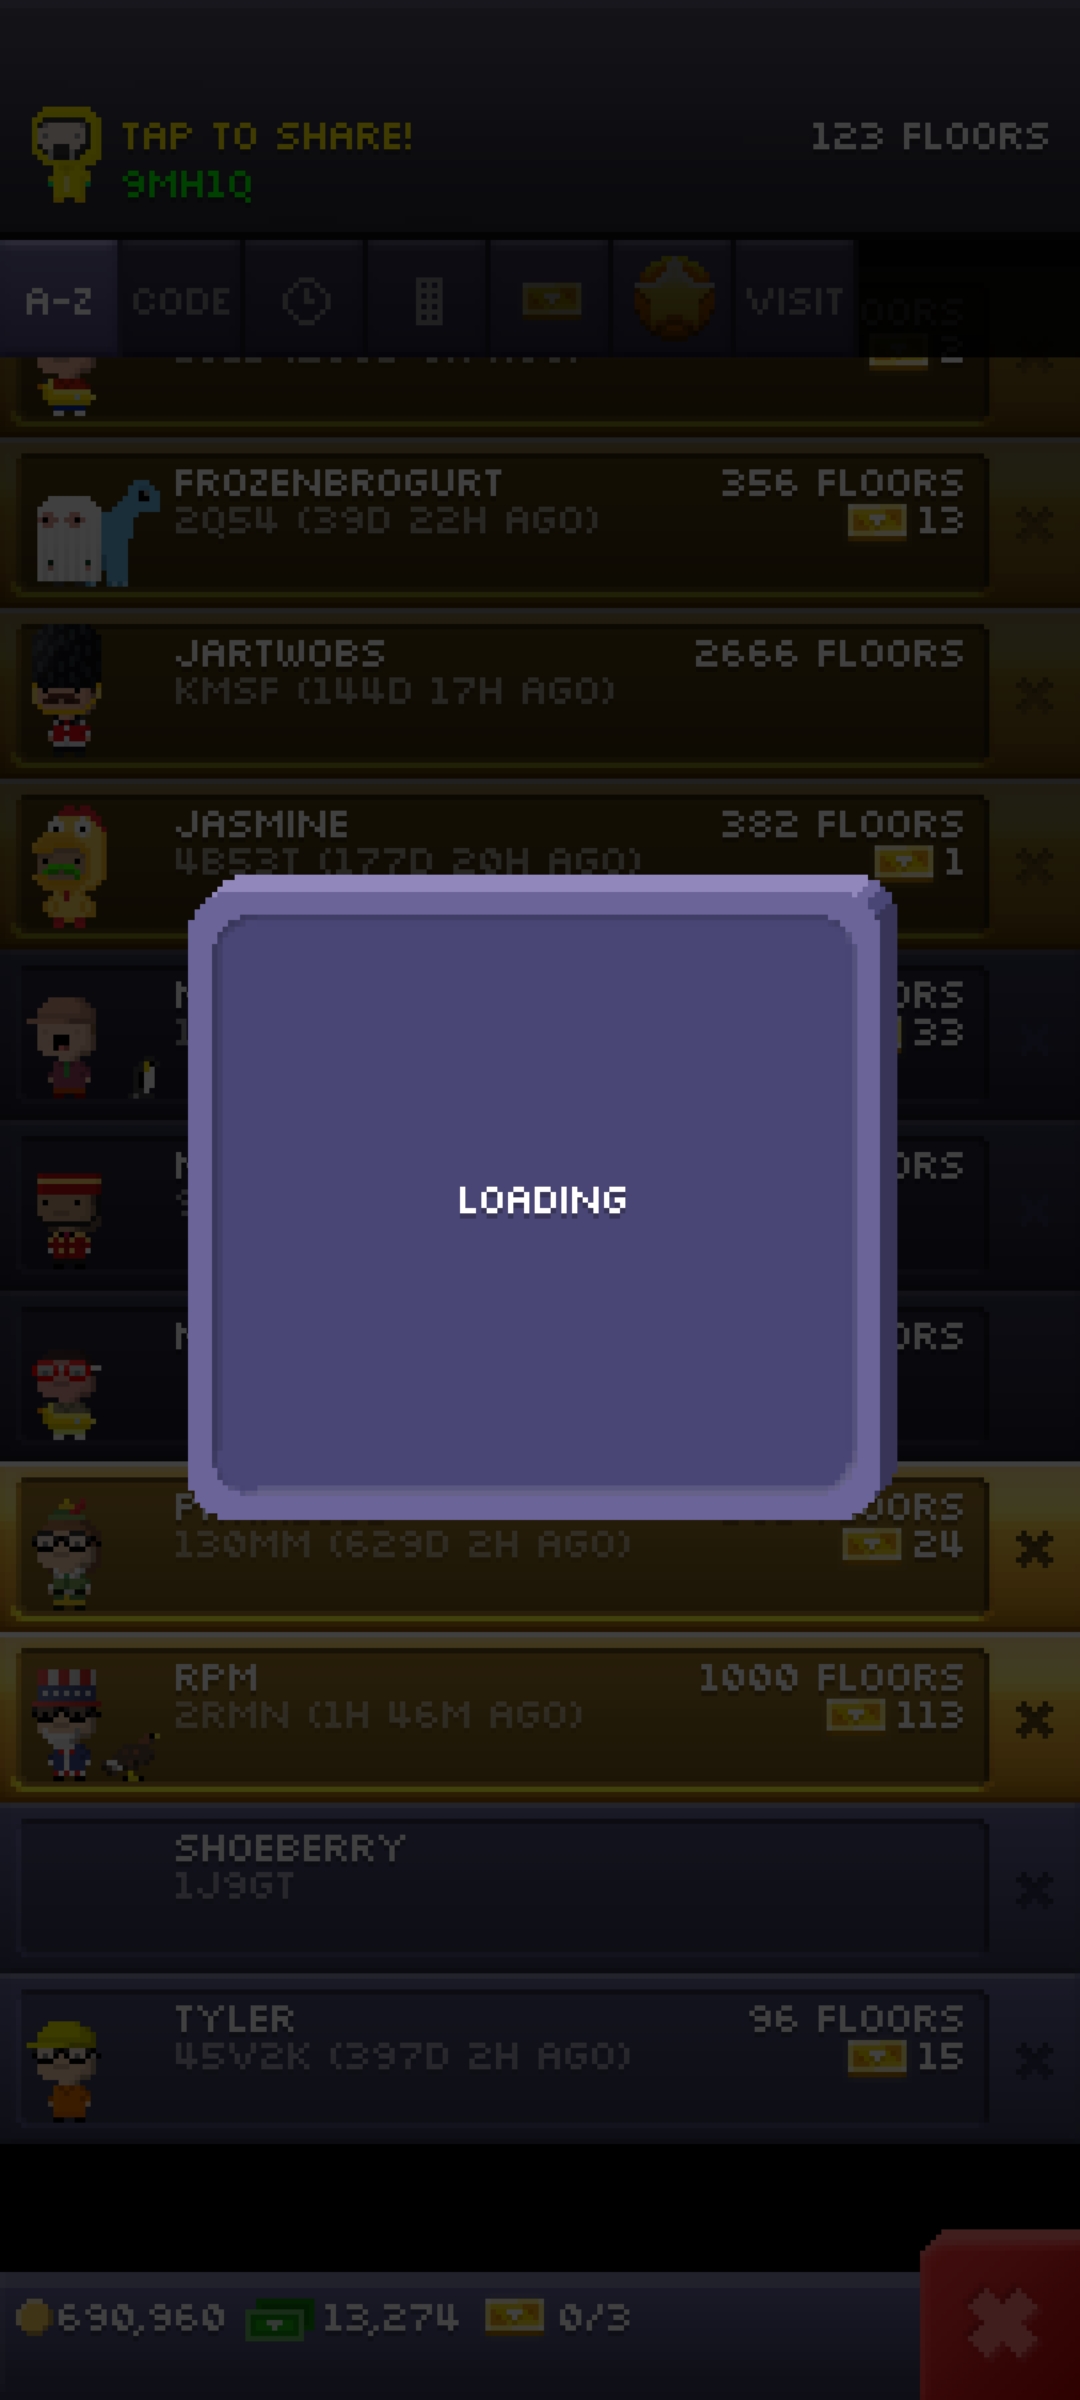 TAP TO SHARE!
123 FLOORS
9MH1Q
A-Z
CODE
VISIT
2
FROZENBROGURT
356 FLOORS
2Q54 (39D 22H AGO)
13
JARTWOBS
2666 FLOORS
KMSF (144D 17H AGO)
JASMINE
382 FLOORS
4B53T (177D 20H AGO)
1
33
LOADING
130MM (629D 2H AGO)
24
RPM
1000 FLOORS
2RMN (1H 46M AGO)
113
SHOEBERRY
1J9GT
TYLER
96 FLOORS
45V2K (397D 2H AGO)
15
690,960
13,274
0/3